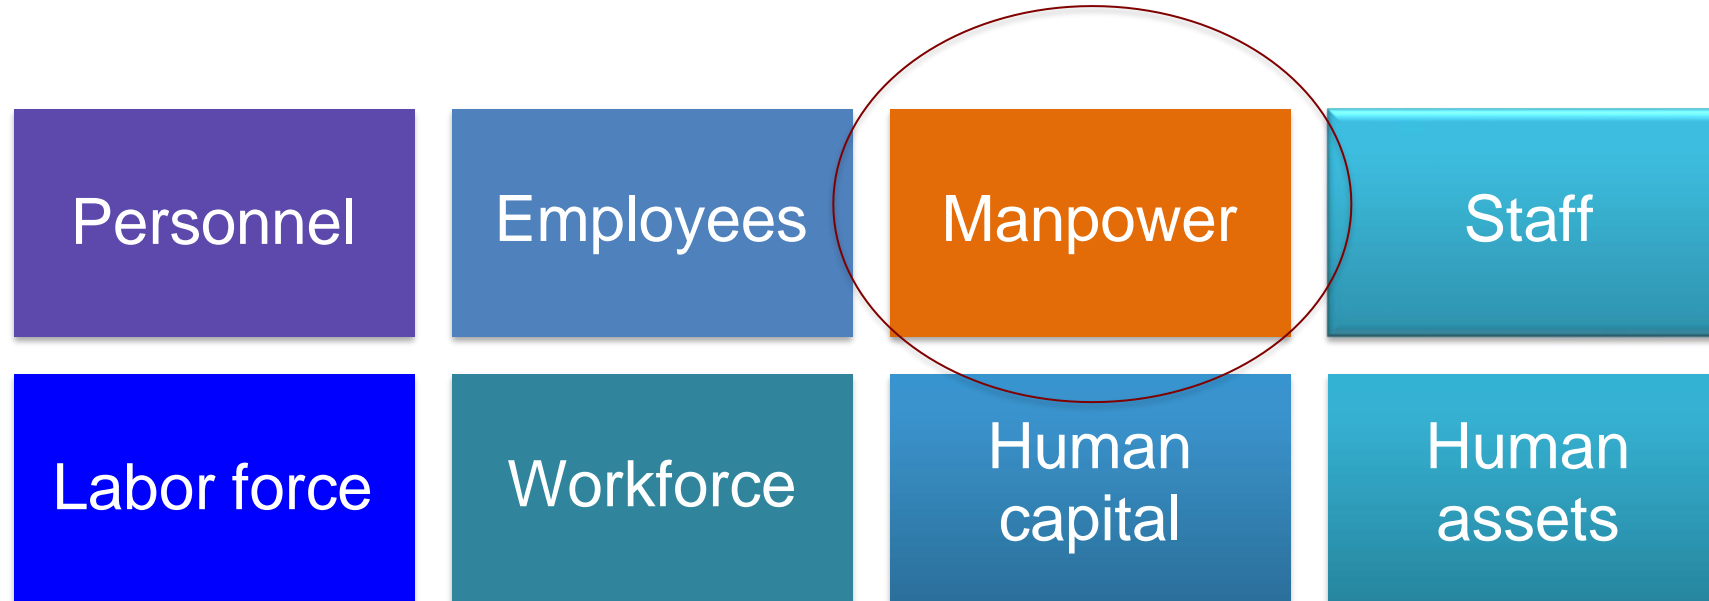 Personnel
Employees
Manpower
Staff
Labor force
Workforce
Human
capital
Human
assets